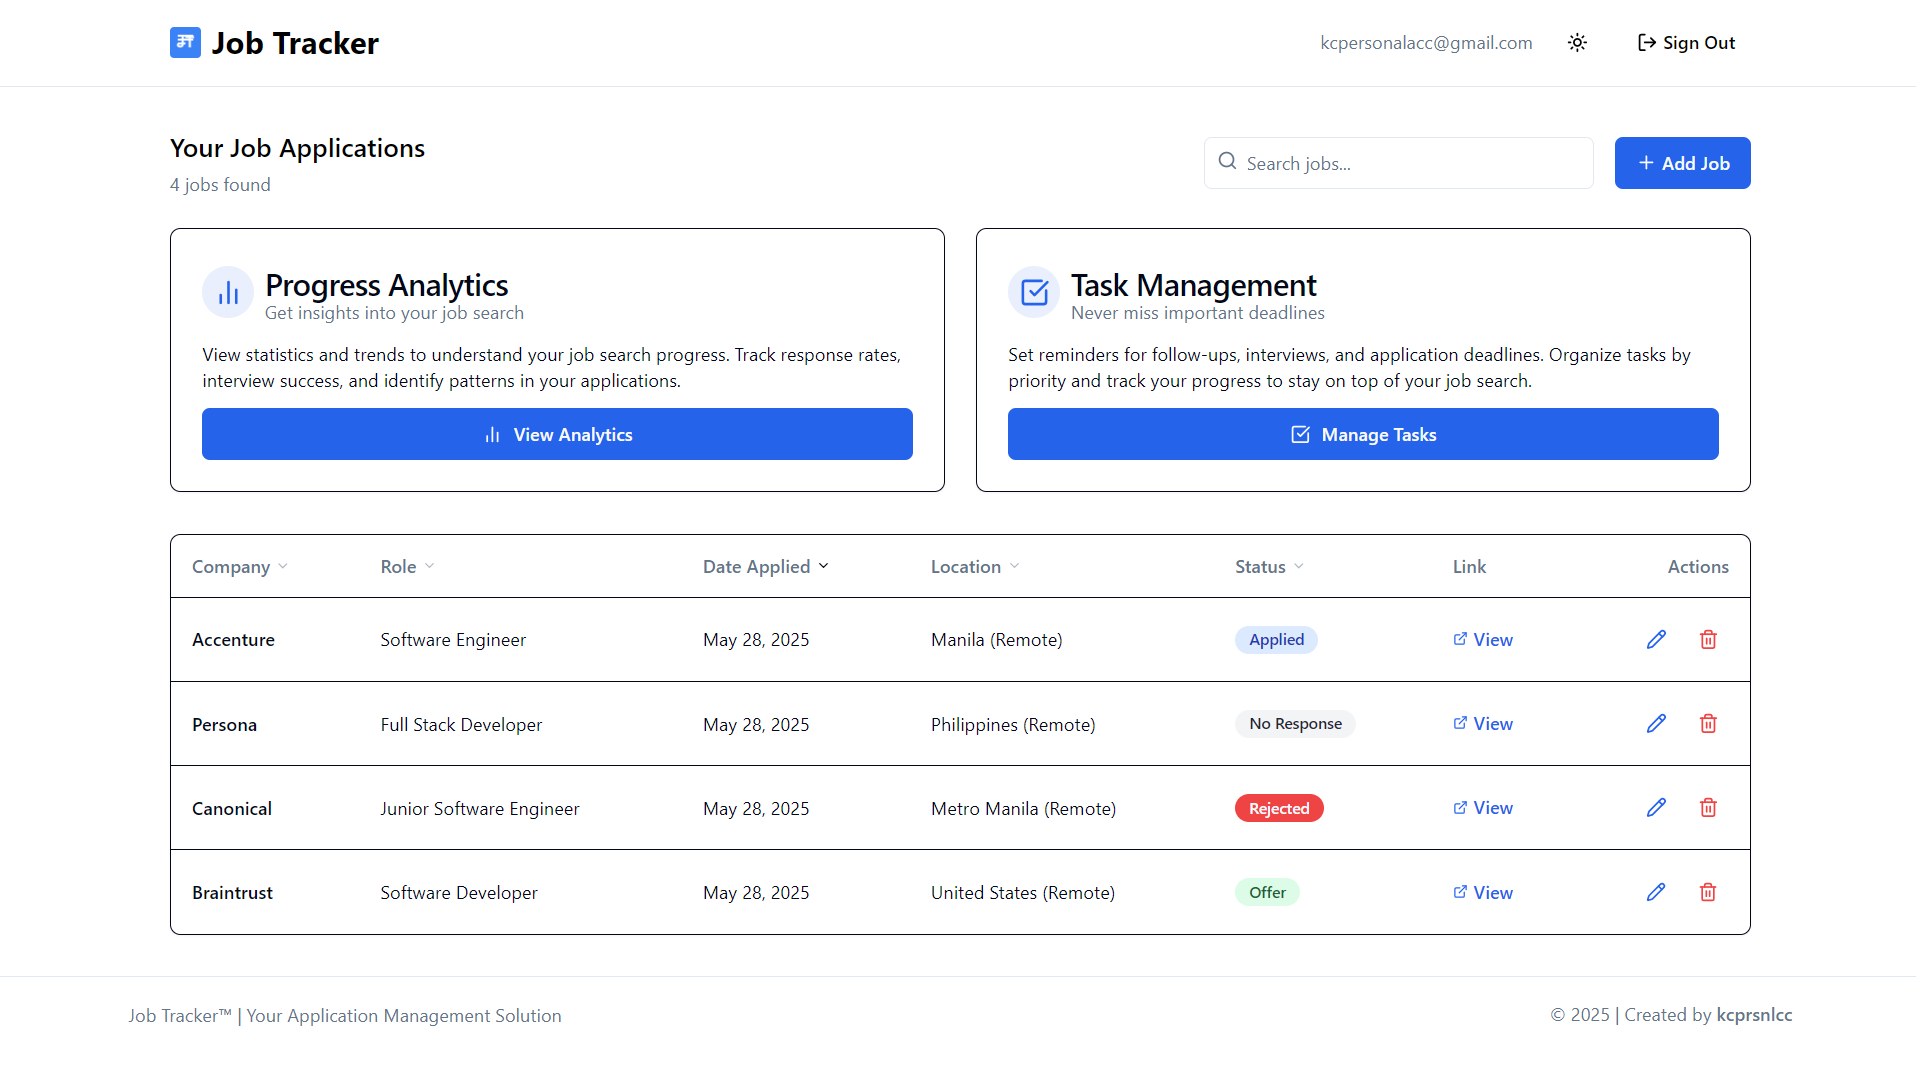 Job Tracker
kcpersonalacc@gmail.com
Sign Out
Your Job Applications
4 jobs found
Search jobs...
Add Job
Progress Analytics
Get insights into your job search
View statistics and trends to understand your job search progress. Track response rates,
interview success, and identify patterns in your applications.
View Analytics
Task Management
Never miss important deadlines
Set reminders for follow-ups, interviews, and application deadlines. Organize tasks by
priority and track your progress to stay on top of your job search.
Manage Tasks
Company Role Date Applied Location Status Link Actions
Accenture Software Engineer May 28, 2025 Manila (Remote) Applied View
Persona Full Stack Developer May 28, 2025 Philippines (Remote) No Response View
Canonical Junior Software Engineer May 28, 2025 Metro Manila (Remote) Rejected View
Braintrust Software Developer May 28, 2025 United States (Remote) Offer View
Job Tracker™ | Your Application Management Solution
© 2025 | Created by kcprsnlcc